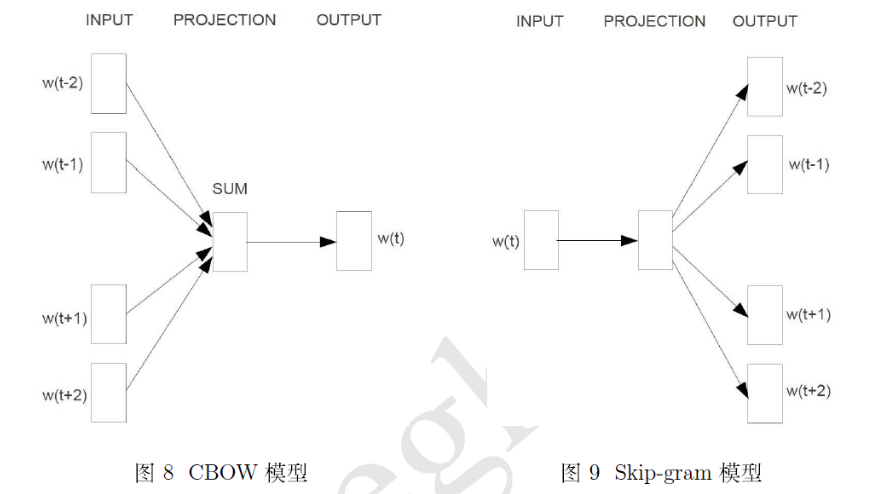 INPUT PROJECTION OUTPUT
w(t-2)
w(t-1)
SUM
w(t)
w(t+1)
w(t+2)
图 8 CBOW 模型
INPUT PROJECTION OUTPUT
w(t-2)
w(t-1)
w(t)
w(t+1)
w(t+2)
图 9 Skip-gram 模型